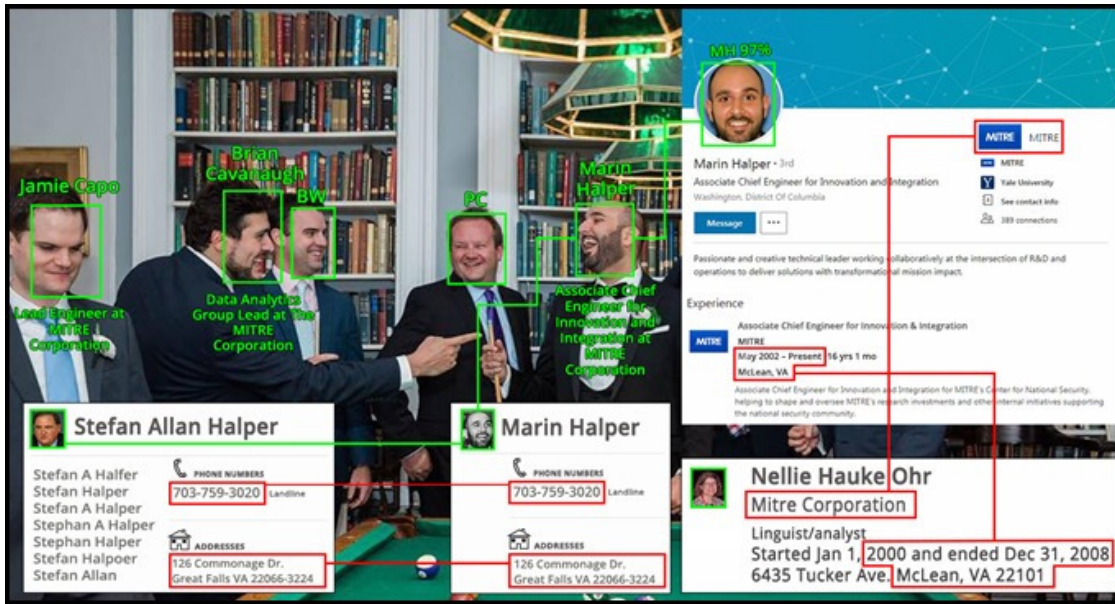 MH 97%
MITRE MITRE
Marin Halper • 3rd
Associate Chief Engineer for Innovation and Integration
Washington, District Of Columbia
Message
MITRE
Yale University
See contact info
389 connections
Passionate and creative technical leader working collaboratively at the intersection of R&D and
operations to deliver solutions with transformational mission impact.
Experience
MITRE
Associate Chief Engineer for Innovation & Integration
MITRE
May 2002 – Present 16 yrs 1 mo
McLean, VA
Associate Chief Engineer for Innovation and Integration for MITRE's Center for National Security,
helping to shape and oversee MITRE's research investments and other internal initiatives supporting
the national security community.
Jamie Capo
Lead Engineer at
MITRE
Corporation
Brian
Cavanaugh
Data Analytics
Group Lead at The
MITRE
Corporation
BW
PC
Marin
Halper
Associate Chief
Engineer for
Innovation and
Integration at
MITRE
Corporation
Stefan Allan Halper
Stefan A Halfer
Stefan Halper
Stefan A Halper
Stephan A Halper
Stephan Halper
Stefan Halpoer
Stefan Allan
PHONE NUMBERS
703-759-3020 Landline
ADDRESSES
126 Commonage Dr.
Great Falls VA 22066-3224
Marin Halper
PHONE NUMBERS
703-759-3020 Landline
ADDRESSES
126 Commonage Dr.
Great Falls VA 22066-3224
Nellie Hauke Ohr
Mitre Corporation
Linguist/analyst
Started Jan 1, 2000 and ended Dec 31, 2008
6435 Tucker Ave. McLean, VA 22101